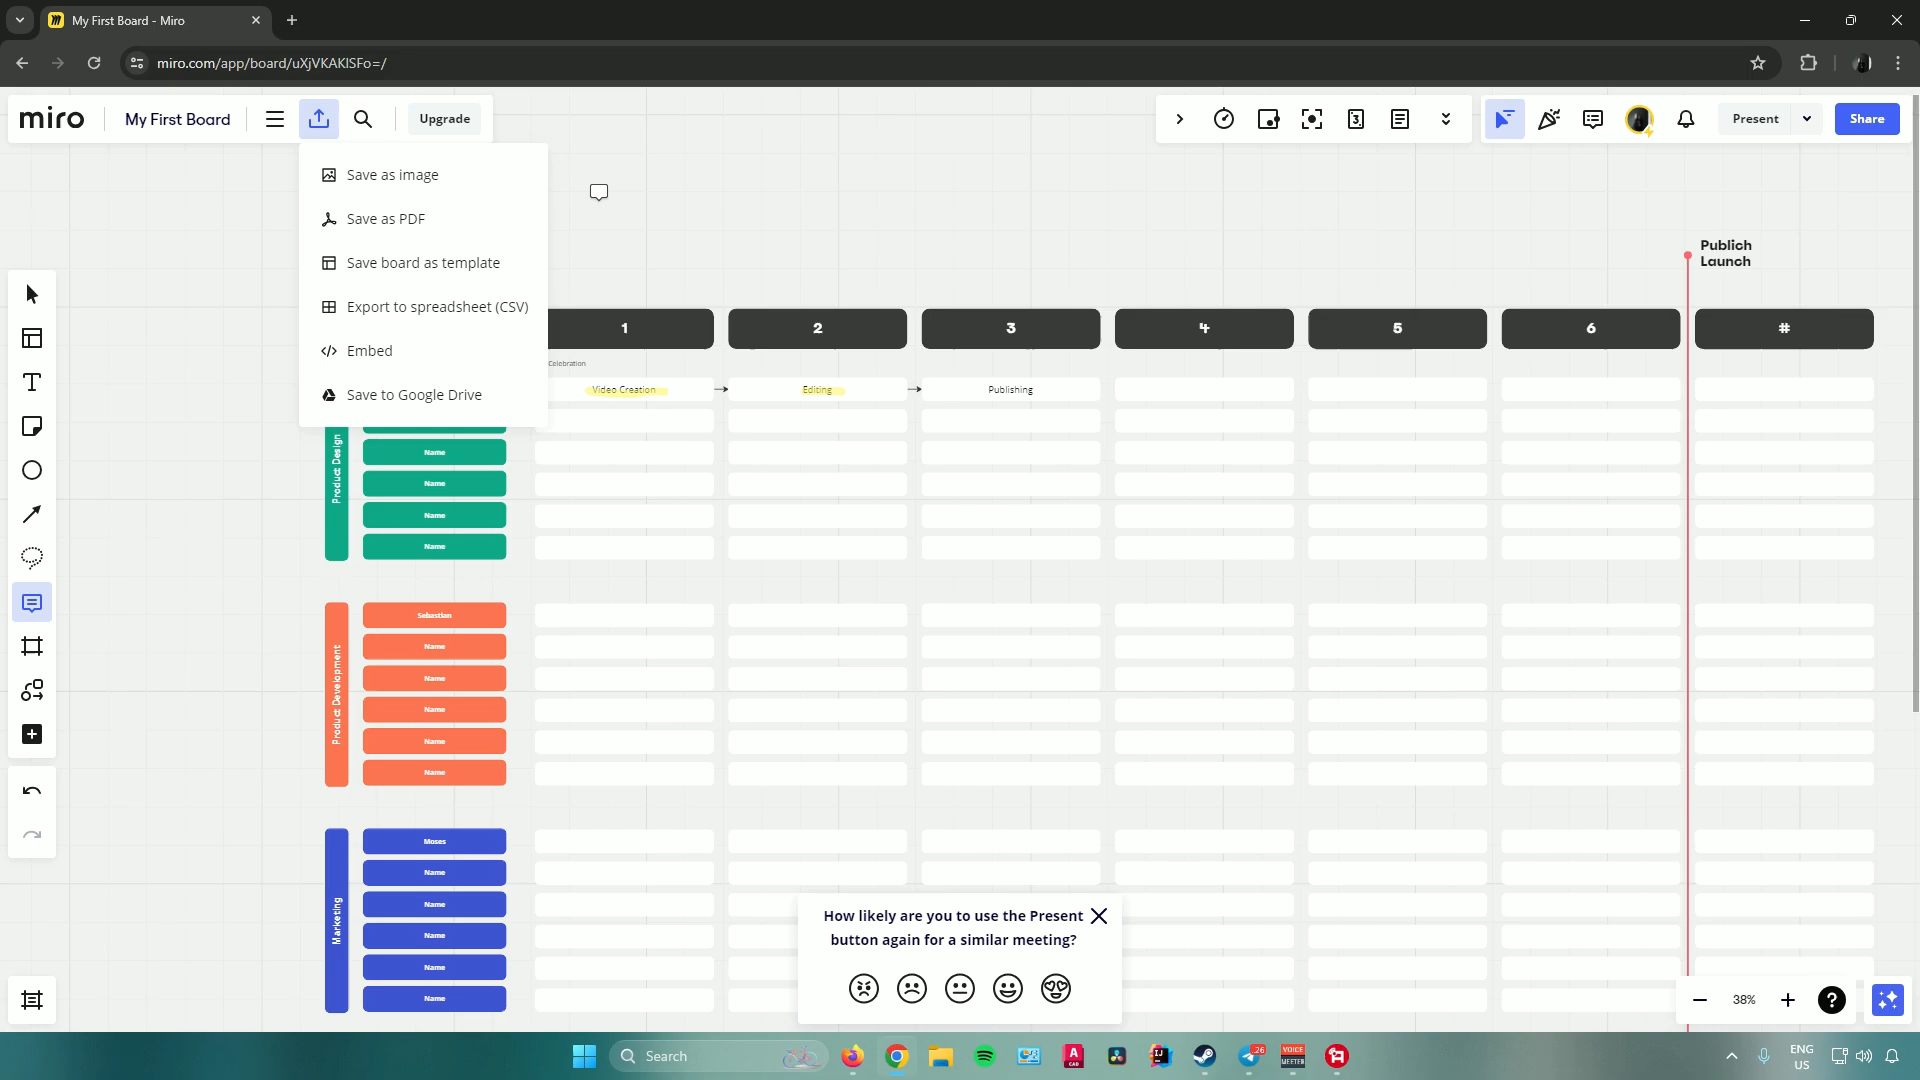 My First Board - Miro
miro.com/app/board/uXjVKAKlSFo=/
miro
My First Board
Upgrade
Present
Share
Save as image
Save as PDF
Save board as template
Export to spreadsheet (CSV)
Embed
Save to Google Drive
Publich
Launch
1
2
3
4
5
6
#
Celebration
Video Creation
Editing
Publishing
Product Design
Name
Name
Name
Name
Product Development
Sebastian
Name
Name
Name
Name
Name
Marketing
Moses
Name
Name
Name
Name
Name
How likely are you to use the Present
button again for a similar meeting?
38%
Search
26
VOICE
MEETER
ENG
US